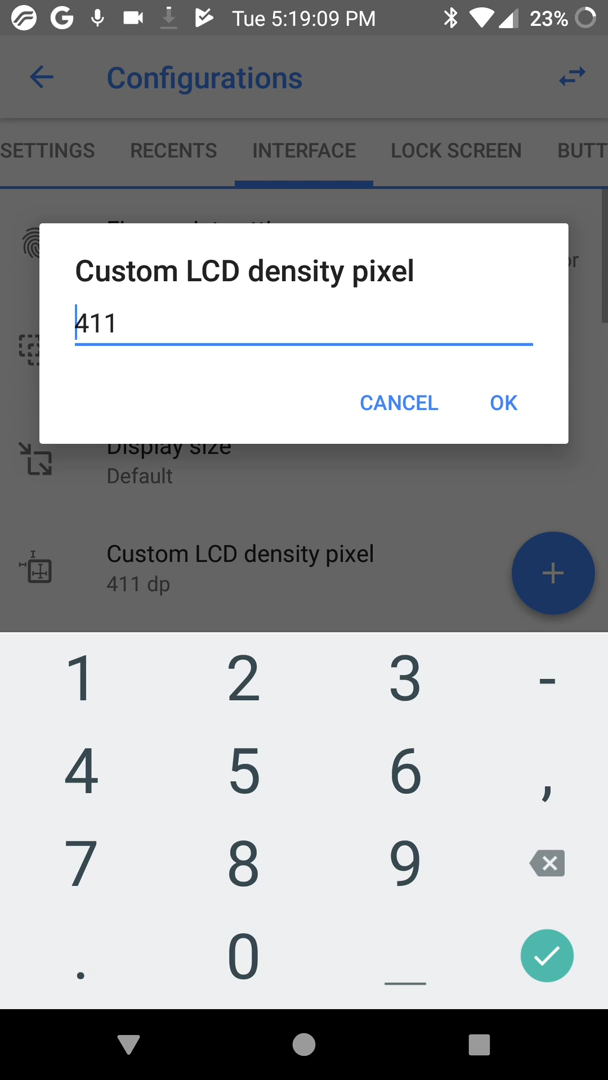 Tue 5:19:09 PM 23%
Configurations
SETTINGS RECENTS INTERFACE LOCK SCREEN BUTT
Custom LCD density pixel
411
CANCEL OK
Display size
Default
Custom LCD density pixel
411 dp
+
1 2 3 -
4 5 6 ,
7 8 9
. 0 _